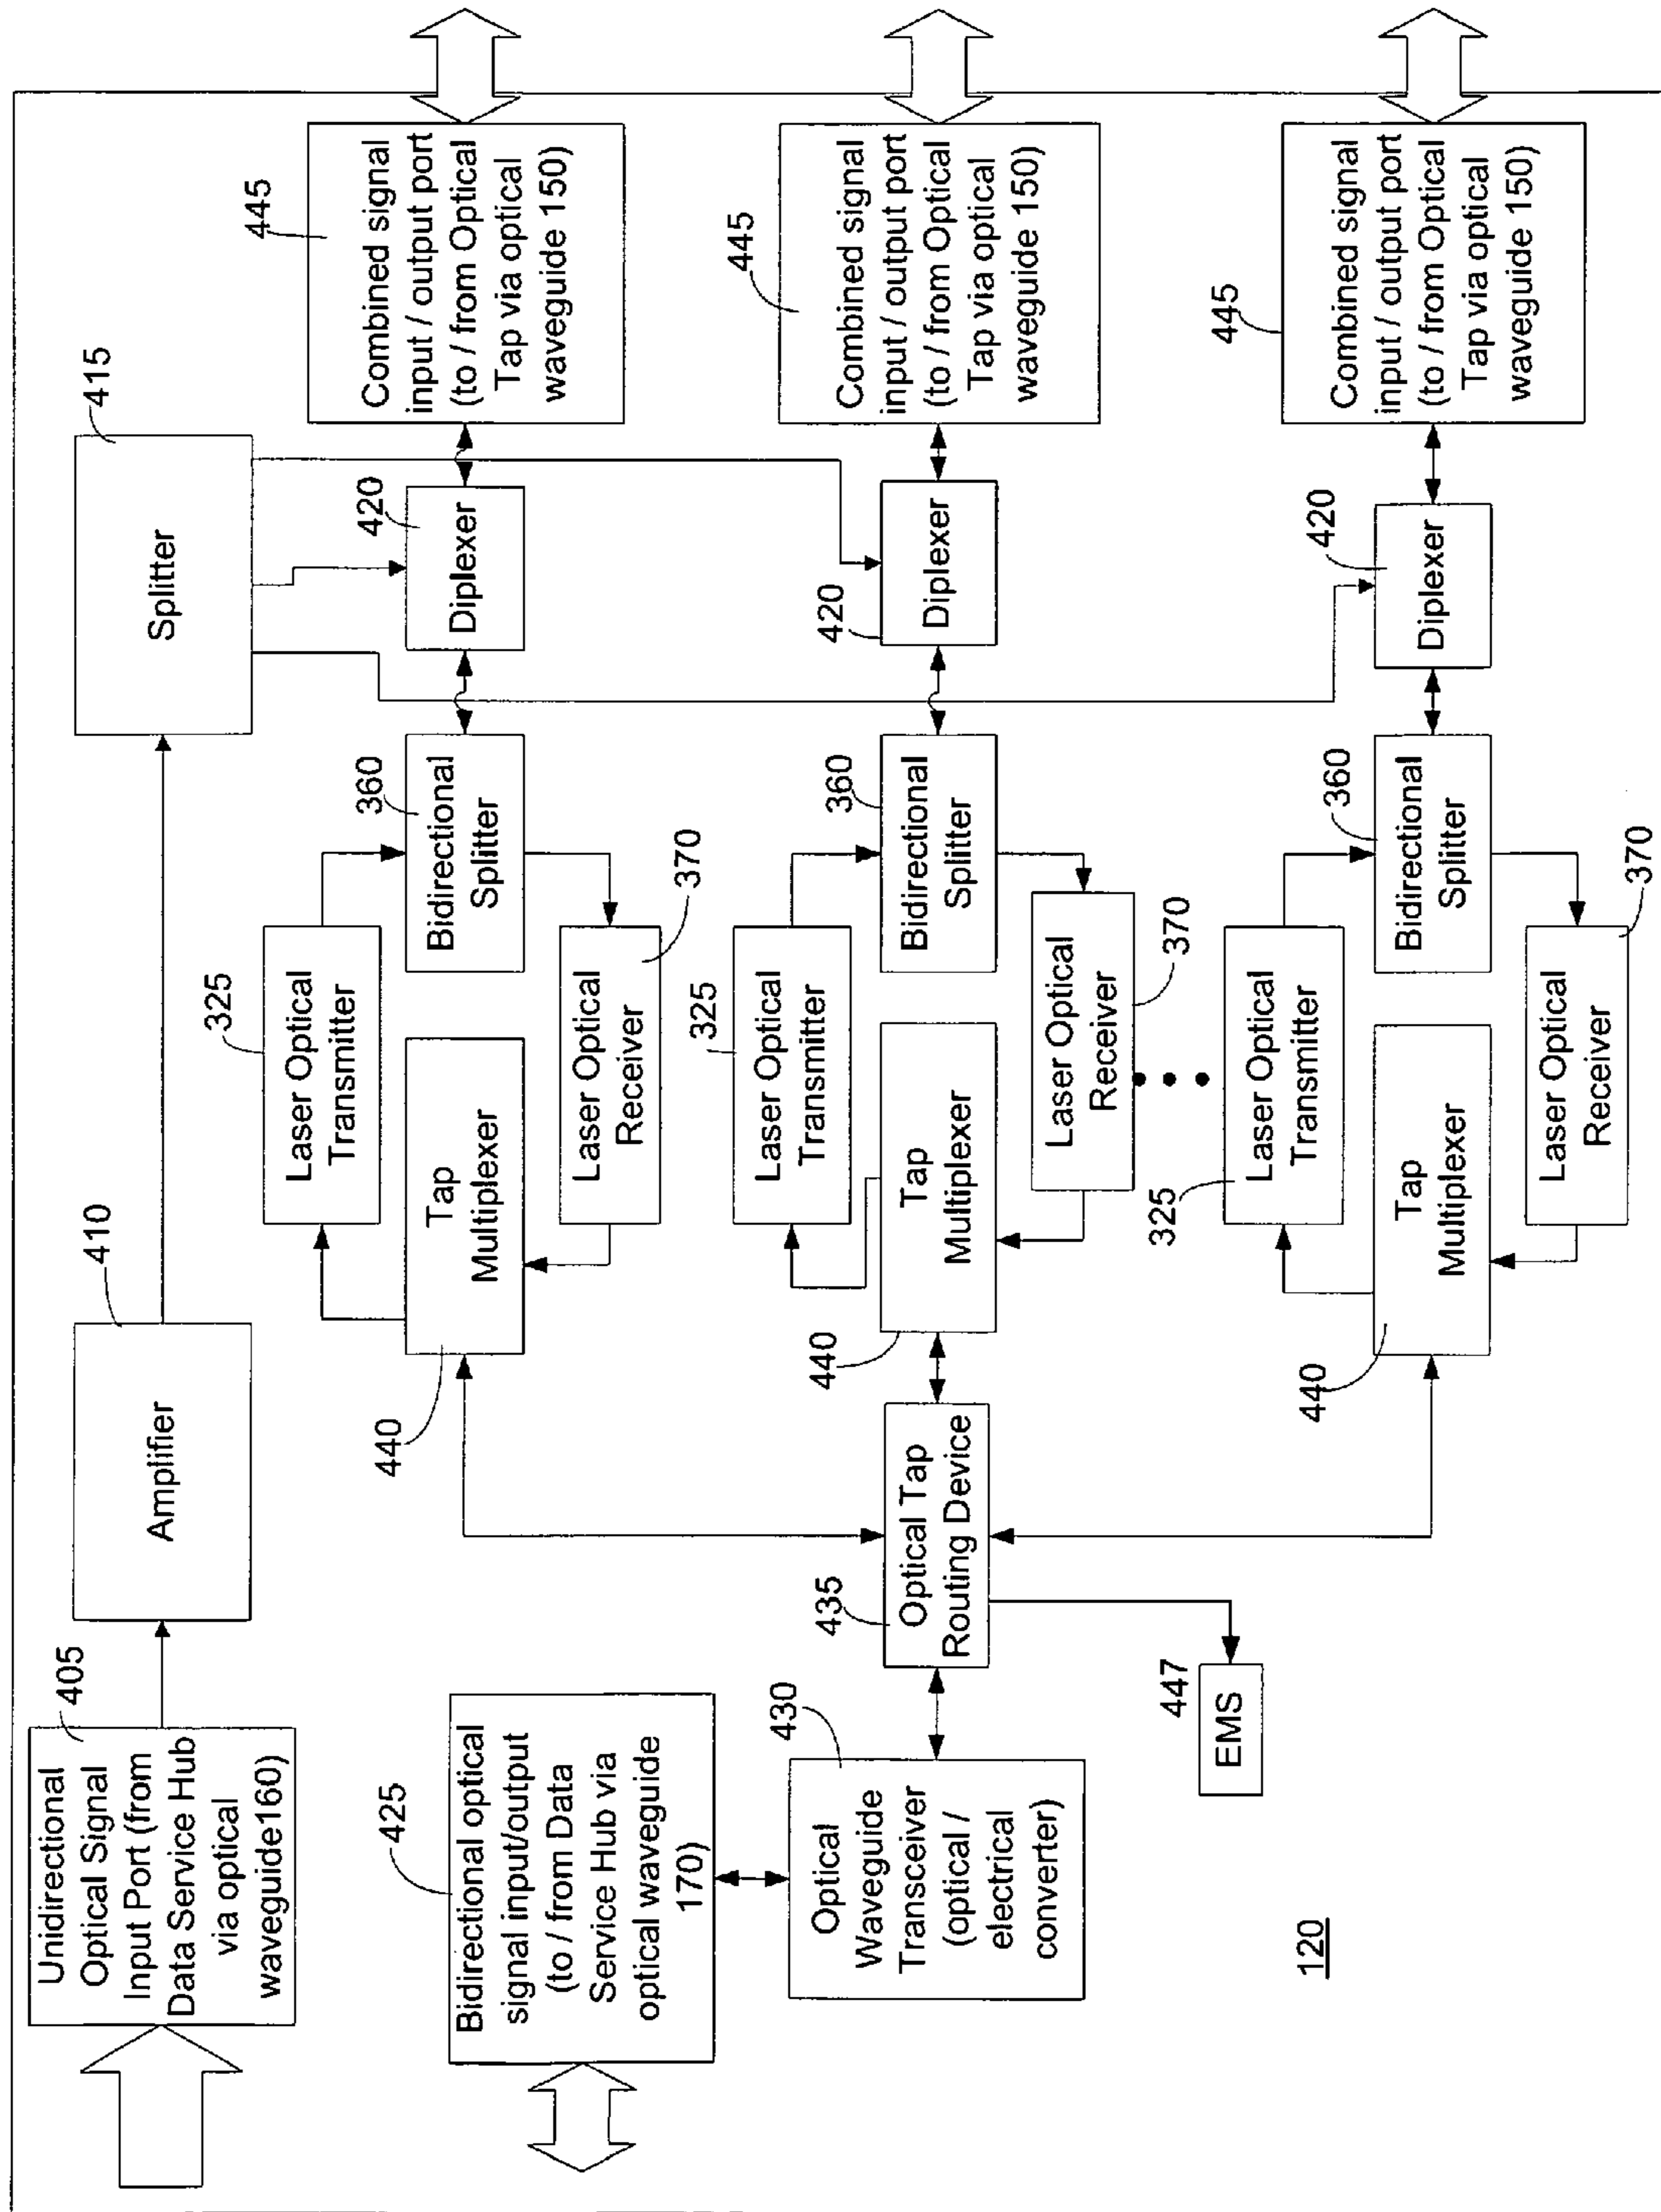 Unidirectional
Optical Signal
Input Port (from
Data Service Hub
via optical
waveguide160)
405
Amplifier
410
Splitter
415
Bidirectional optical
signal input/output
(to / from Data
Service Hub via
optical waveguide
170)
425
Optical
Waveguide
Transceiver
(optical /
electrical
converter)
430
Optical Tap
Routing Device
435
EMS
447
Tap
Multiplexer
440
Laser Optical
Transmitter
325
Laser Optical
Receiver
370
Bidirectional
Splitter
360
Diplexer
420
Combined signal
input / output port
(to / from Optical
Tap via optical
waveguide 150)
445
Tap
Multiplexer
440
Laser Optical
Transmitter
325
Laser Optical
Receiver
370
Bidirectional
Splitter
360
Diplexer
420
Combined signal
input / output port
(to / from Optical
Tap via optical
waveguide 150)
445
Tap
Multiplexer
440
Laser Optical
Transmitter
325
Laser Optical
Receiver
370
Bidirectional
Splitter
360
Diplexer
420
Combined signal
input / output port
(to / from Optical
Tap via optical
waveguide 150)
445
120